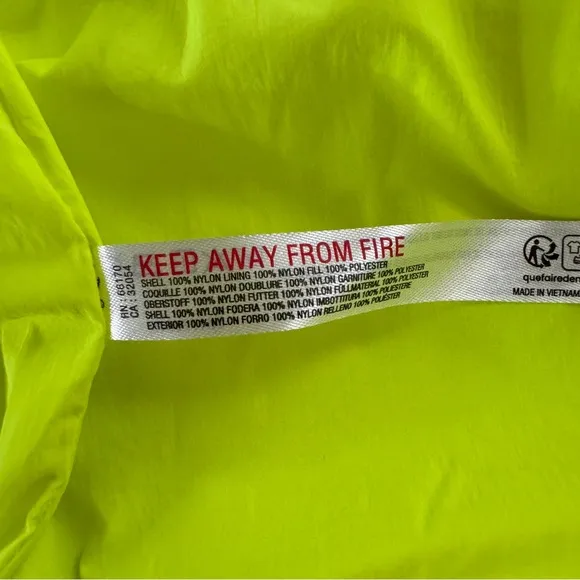 RN : 66170
CA : 32054
KEEP AWAY FROM FIRE
SHELL 100% NYLON LINING 100% NYLON FILL 100% POLYESTER
COQUILLE 100% NYLON DOUBLURE 100% NYLON GARNITURE 100% POLYESTER
OBERSTOFF 100% NYLON FUTTER 100% NYLON FÜLLMATERIAL 100% POLYESTER
SHELL 100% NYLON FODERA 100% NYLON IMBOTTITURA 100% POLIESTERE
EXTERIOR 100% NYLON FORRO 100% NYLON RELLENO 100% POLIÉSTER
quefaireden
MADE IN VIETNAM